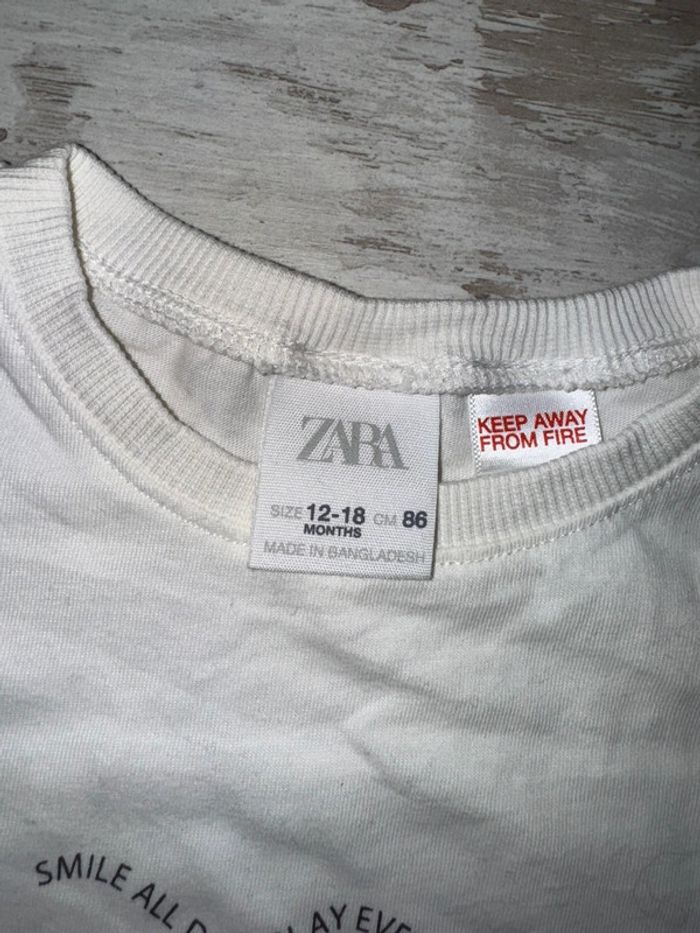 ZARA
SIZE 12-18 CM 86
MONTHS
MADE IN BANGLADESH
KEEP AWAY
FROM FIRE
SMILE ALL